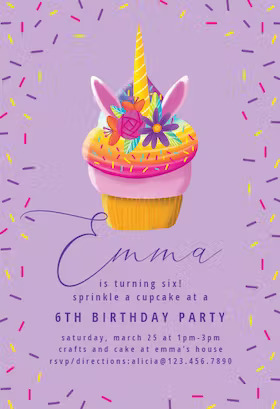 Emma
is turning six!
sprinkle a cupcake at a
6TH BIRTHDAY PARTY
saturday, march 25 at 1pm-3pm
crafts and cake at emma's house
rsvp/directions:alicia@123.456.7890